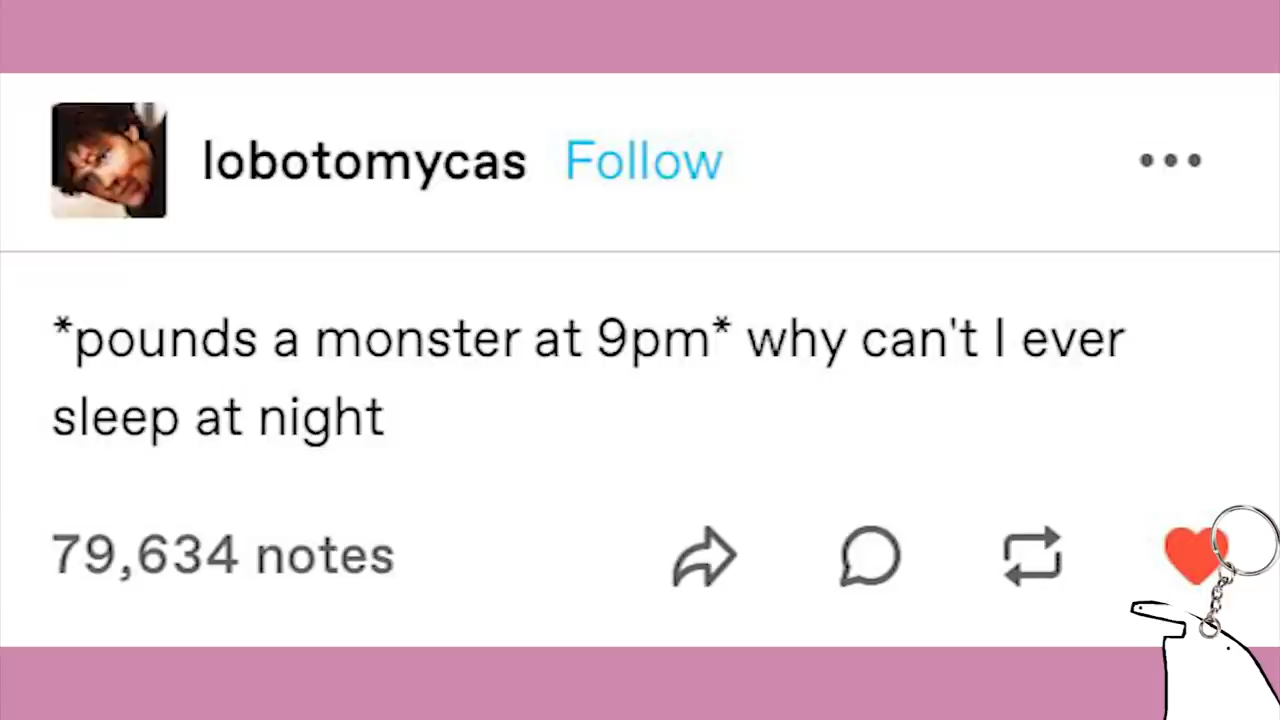 lobotomycas Follow
*pounds a monster at 9pm* why can't I ever
sleep at night
79,634 notes